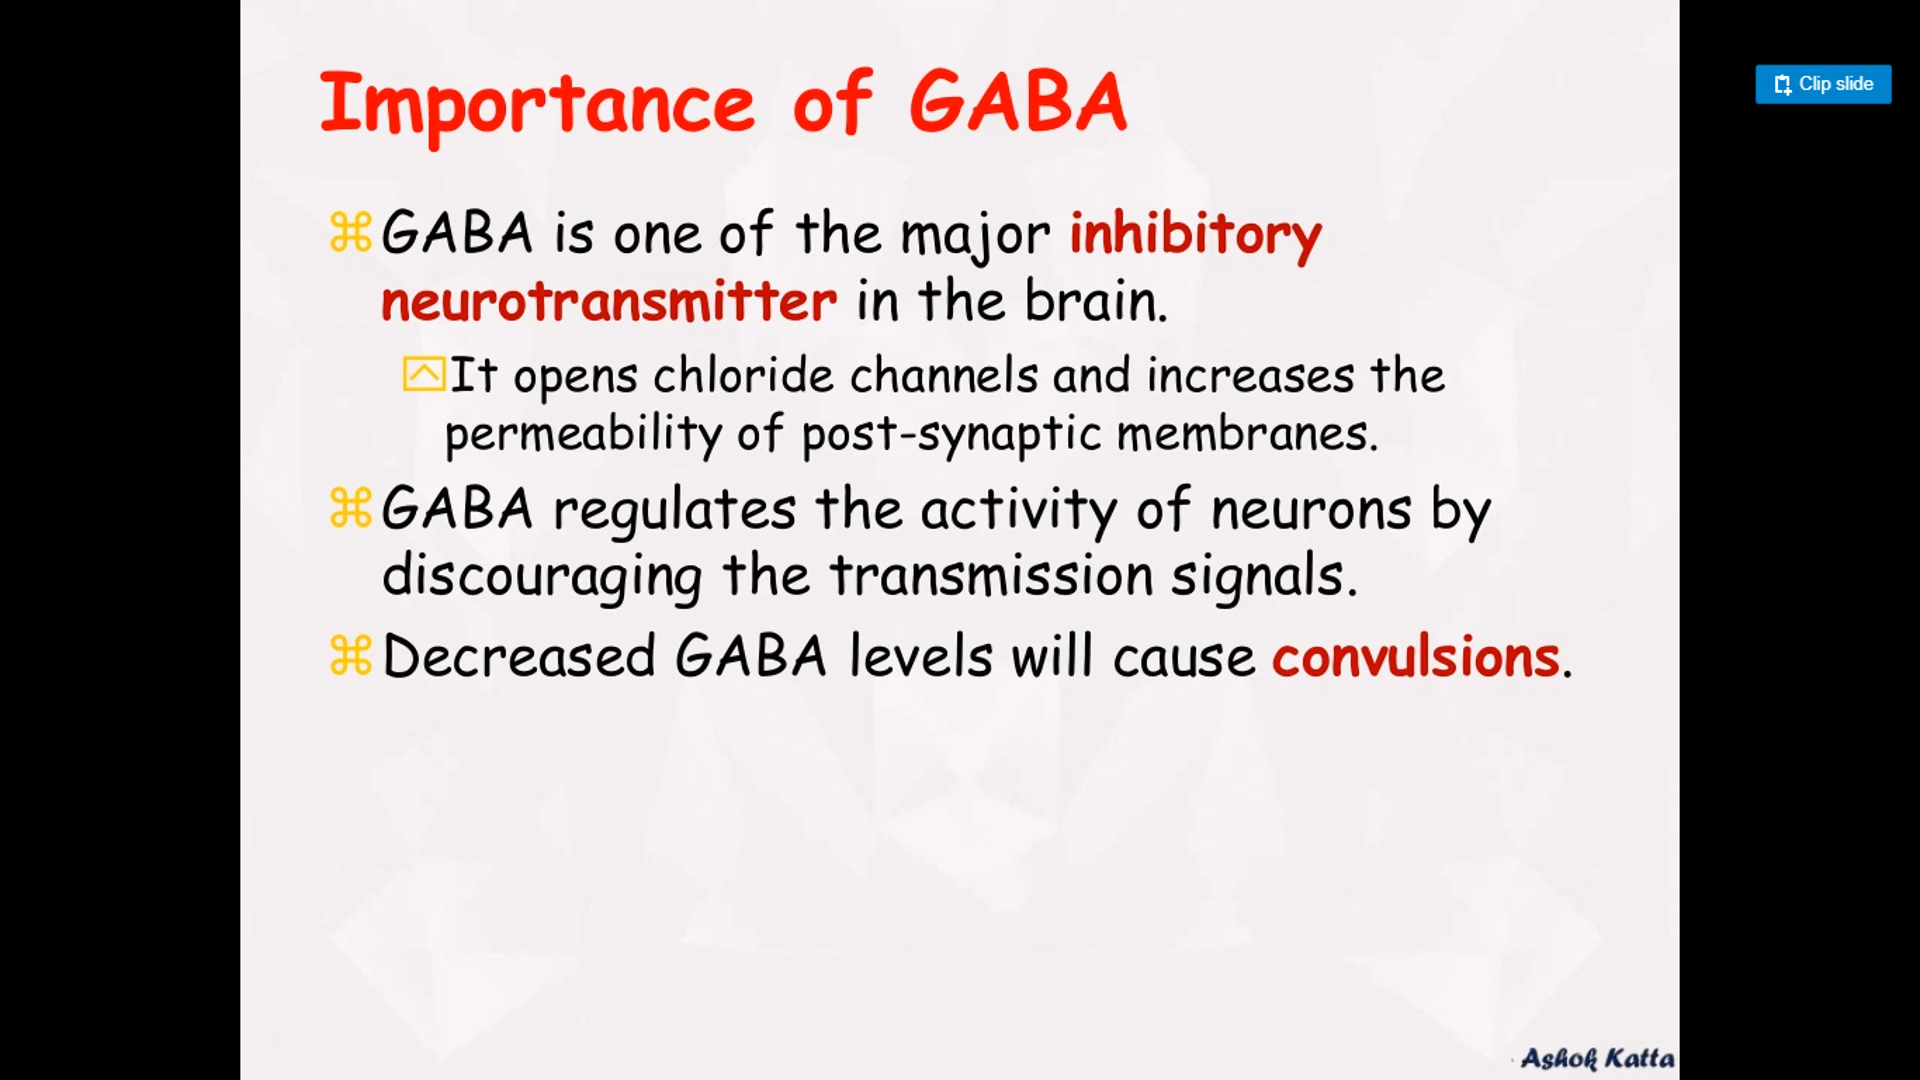 Importance of GABA
Clip slide
GABA is one of the major inhibitory
neurotransmitter in the brain.
It opens chloride channels and increases the
permeability of post-synaptic membranes.
GABA regulates the activity of neurons by
discouraging the transmission signals.
Decreased GABA levels will cause convulsions.
Ashok Katta